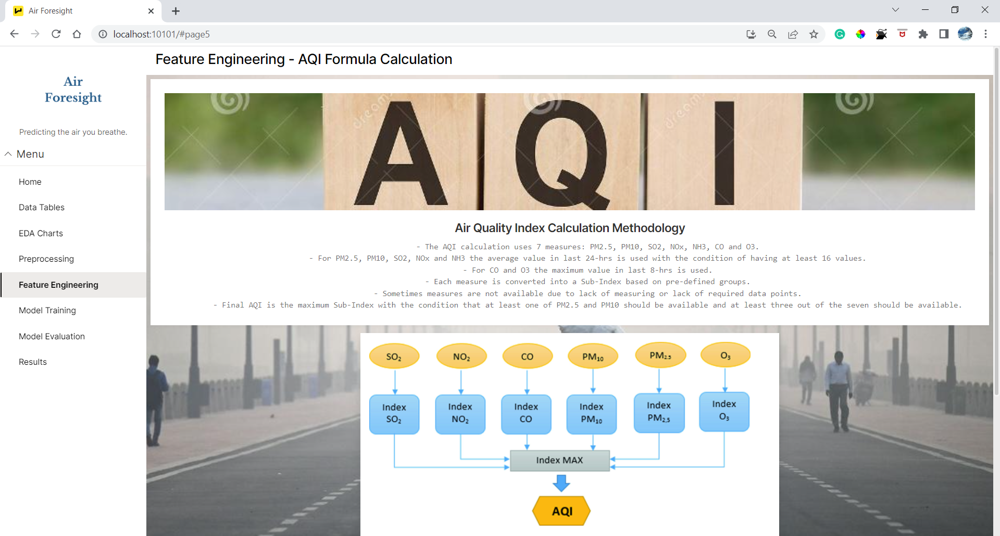 Air Foresight
localhost:10101/#page5
Air
Foresight
Predicting the air you breathe.
Menu
Home
Data Tables
EDA Charts
Preprocessing
Feature Engineering
Model Training
Model Evaluation
Results
Feature Engineering - AQI Formula Calculation
A Q I
Air Quality Index Calculation Methodology
- The AQI calculation uses 7 measures: PM2.5, PM10, SO2, NOx, NH3, CO and O3.
- For PM2.5, PM10, SO2, NOx and NH3 the average value in last 24-hrs is used with the condition of having at least 16 values.
- For CO and O3 the maximum value in last 8-hrs is used.
- Each measure is converted into a Sub-Index based on pre-defined groups.
- Sometimes measures are not available due to lack of measuring or lack of required data points.
- Final AQI is the maximum Sub-Index with the condition that at least one of PM2.5 and PM10 should be available and at least three out of the seven should be available.
SO₂ NO₂ CO PM₁₀ PM₂.₅ O₃
Index Index Index Index Index Index
SO₂ NO₂ CO PM₁₀ PM₂,₅ O₃
Index MAX
AQI